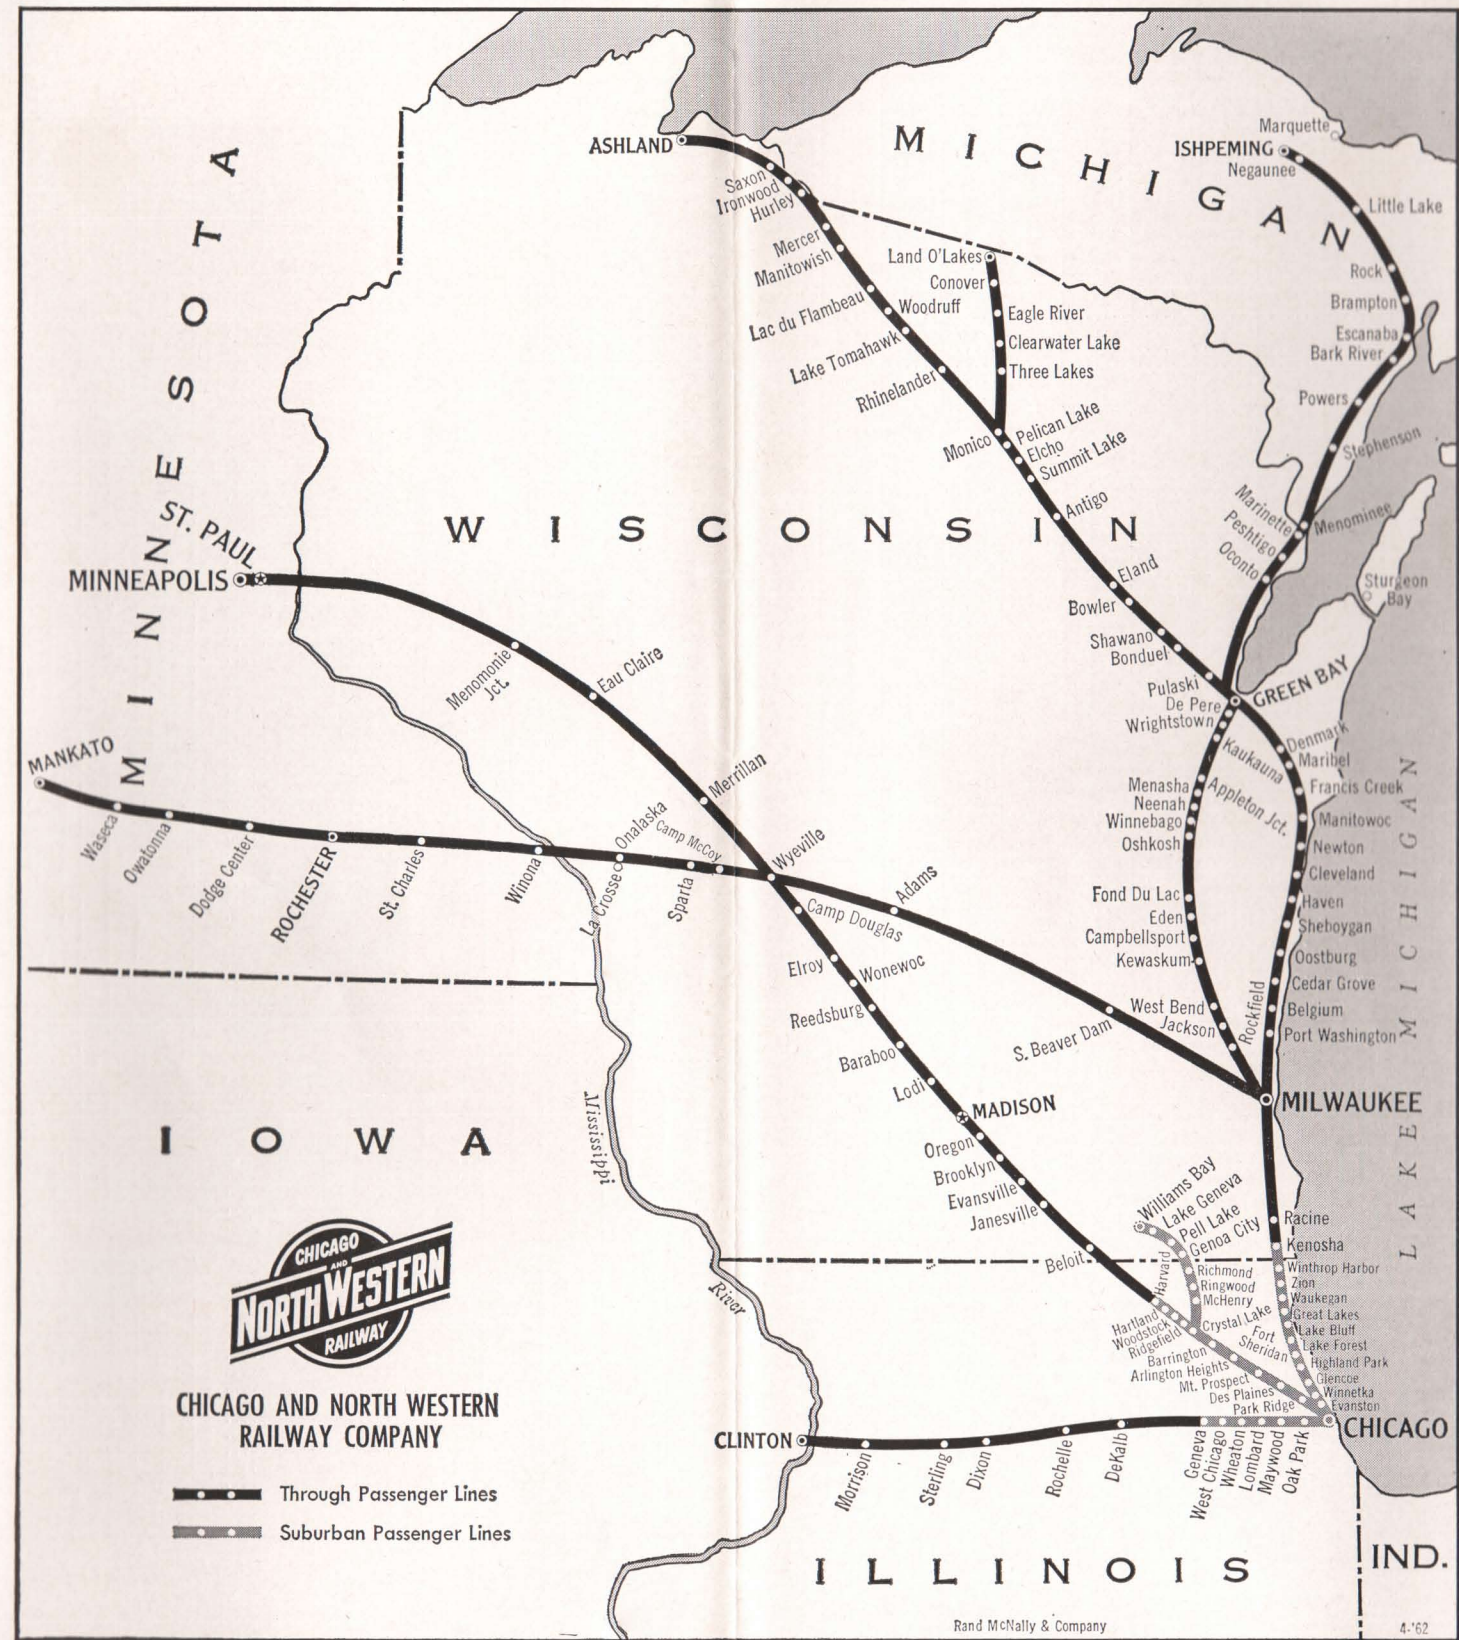 MINNESOTA
MICHIGAN
WISCONSIN
IOWA
ILLINOIS
IND.
LAKE MICHIGAN
Mississippi
River
ASHLAND
Saxon
Ironwood
Hurley
Mercer
Manitowish
Lac du Flambeau
Woodruff
Lake Tomahawk
Rhinelander
Monico
Land O'Lakes
Conover
Eagle River
Clearwater Lake
Three Lakes
Pelican Lake
Elcho
Summit Lake
Antigo
Eland
Bowler
Shawano
Bonduel
Pulaski
Marquette
ISHPEMING
Negaunee
Little Lake
Rock
Brampton
Escanaba
Bark River
Powers
Stephenson
Menominee
Marinette
Peshtigo
Oconto
Sturgeon
Bay
GREEN BAY
De Pere
Wrightstown
Kaukauna
Appleton Jct.
Menasha
Neenah
Winnebago
Oshkosh
Fond Du Lac
Eden
Campbellsport
Kewaskum
West Bend
Jackson
Rockfield
Denmark
Maribel
Francis Creek
Manitowoc
Newton
Cleveland
Haven
Sheboygan
Oostburg
Cedar Grove
Belgium
Port Washington
MILWAUKEE
ST. PAUL
MINNEAPOLIS
Menomonie
Jct.
Eau Claire
Merrillan
Wyeville
MANKATO
Waseca
Owatonna
Dodge Center
ROCHESTER
St. Charles
Winona
La Crosse
Onalaska
Sparta
Camp McCoy
Camp Douglas
Adams
S. Beaver Dam
Elroy
Wonewoc
Reedsburg
Baraboo
Lodi
MADISON
Oregon
Brooklyn
Evansville
Janesville
Beloit
Harvard
Williams Bay
Lake Geneva
Pell Lake
Genoa City
Richmond
Ringwood
McHenry
Hartland
Woodstock
Ridgefield
Crystal Lake
Barrington
Arlington Heights
Mt. Prospect
Des Plaines
Park Ridge
Racine
Kenosha
Winthrop Harbor
Zion
Waukegan
Great Lakes
Lake Bluff
Lake Forest
Fort
Sheridan
Highland Park
Glencoe
Winnetka
Evanston
CHICAGO
CLINTON
Morrison
Sterling
Dixon
Rochelle
DeKalb
Geneva
West Chicago
Wheaton
Lombard
Maywood
Oak Park
CHICAGO
AND
NORTH WESTERN
RAILWAY
CHICAGO AND NORTH WESTERN
RAILWAY COMPANY
Through Passenger Lines
Suburban Passenger Lines
Rand McNally & Company
4-'62